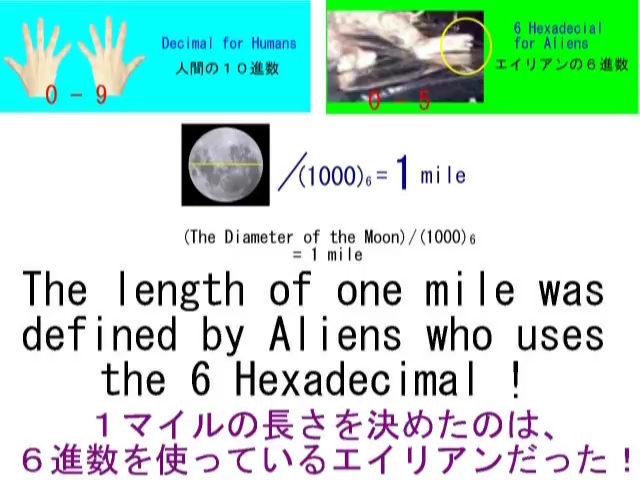 Decimal for Humans
人間の１０進数
0 - 9
6 Hexadecial
for Aliens
エイリアンの６進数
0 - 5
/(1000)₆= 1 mile
(The Diameter of the Moon)/(1000)₆
= 1 mile
The length of one mile was
defined by Aliens who uses
the 6 Hexadecimal !
１マイルの長さを決めたのは、
６進数を使っているエイリアンだった！